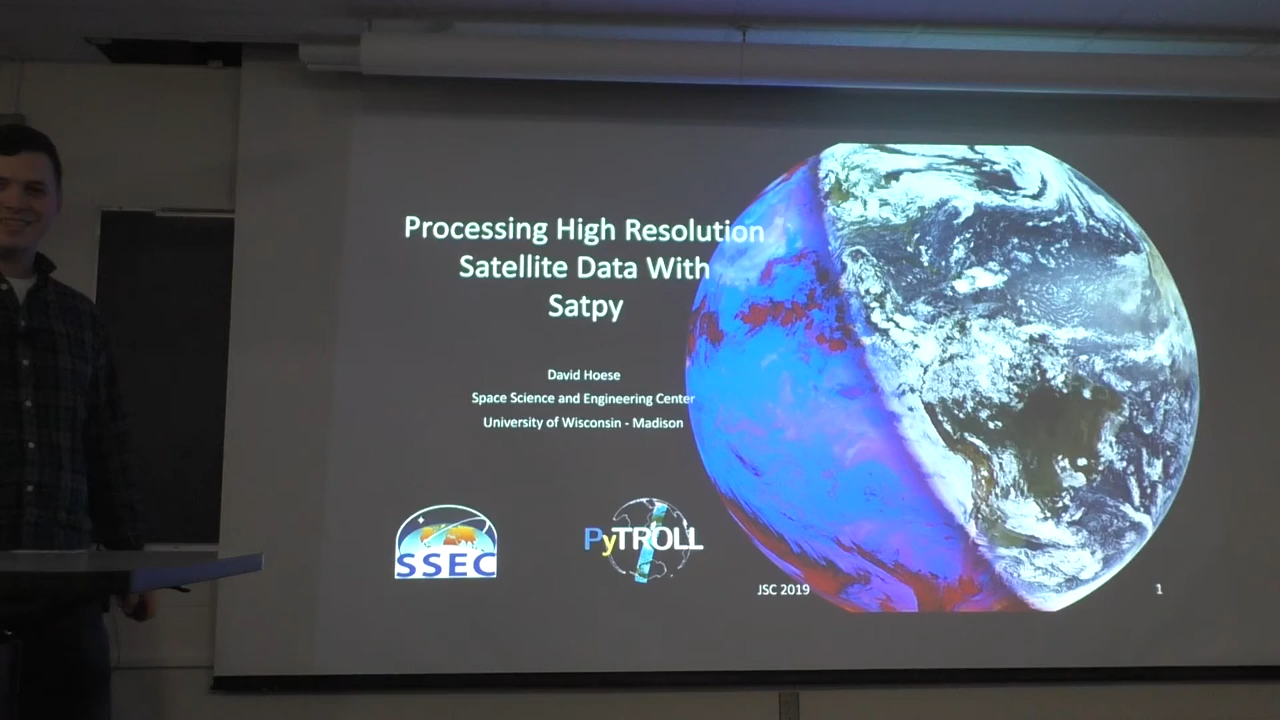 Processing High Resolution
Satellite Data With
Satpy
David Hoese
Space Science and Engineering Center
University of Wisconsin - Madison
SSEC
PyTROLL
JSC 2019
1